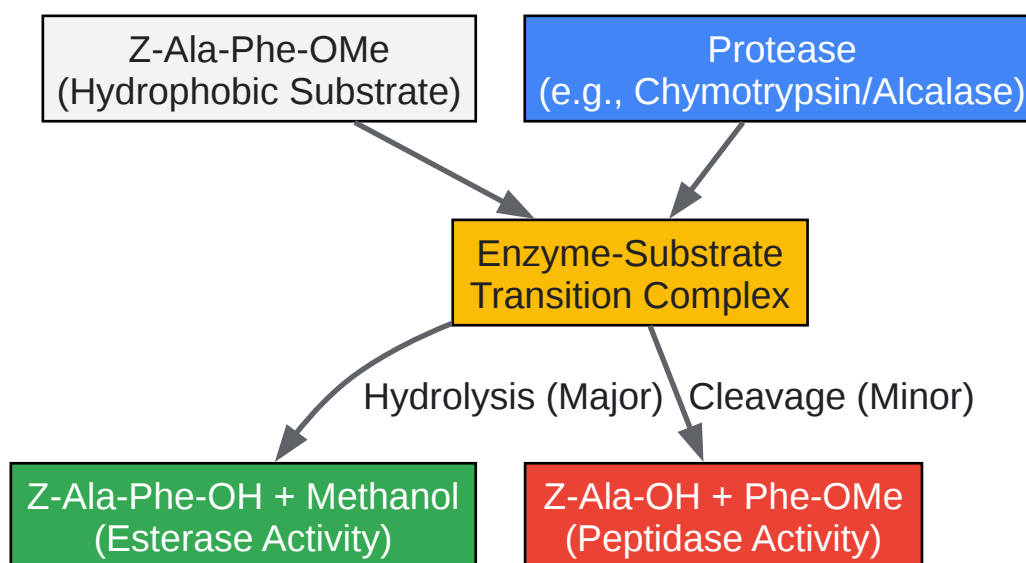 Z-Ala-Phe-OMe
(Hydrophobic Substrate)
Protease
(e.g., Chymotrypsin/Alcalase)
Enzyme-Substrate
Transition Complex
Hydrolysis (Major)
Cleavage (Minor)
Z-Ala-Phe-OH + Methanol
(Esterase Activity)
Z-Ala-OH + Phe-OMe
(Peptidase Activity)